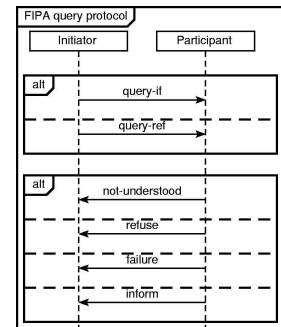 FIPA query protocol
Initiator
Participant
alt
query-if
query-ref
alt
not-understood
refuse
failure
inform